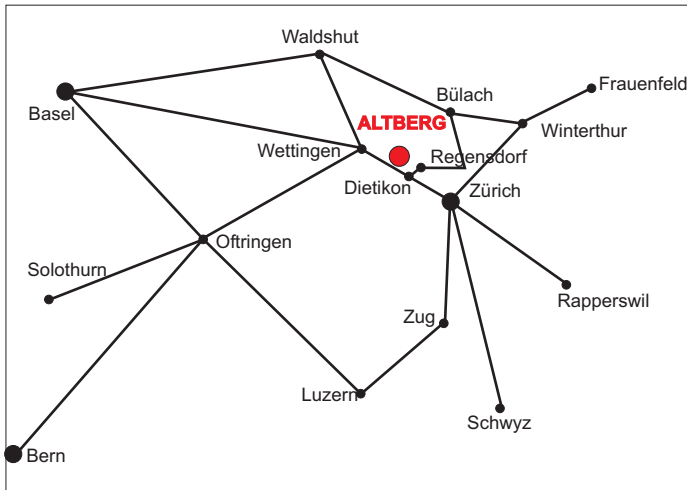 Waldshut
Frauenfeld
Basel
Bülach
ALTBERG
Winterthur
Wettingen
Regensdorf
Dietikon
Zürich
Oftringen
Solothurn
Rapperswil
Zug
Luzern
Schwyz
Bern